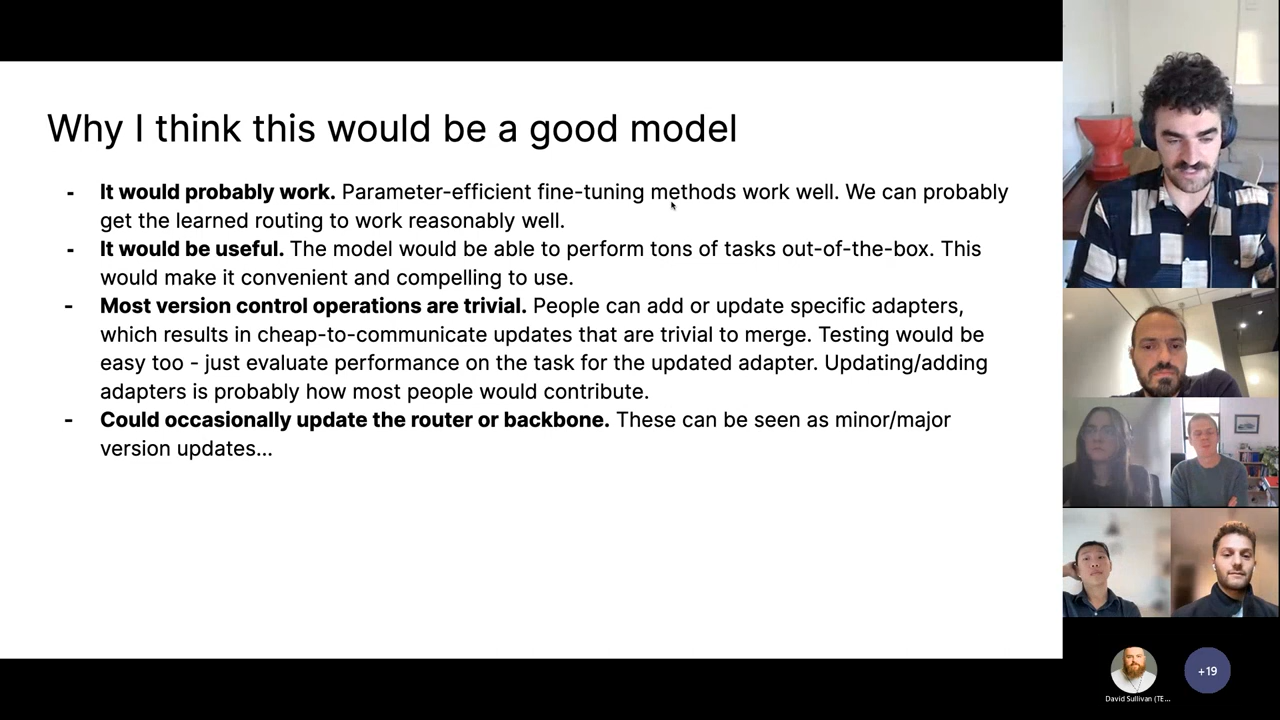 Why I think this would be a good model
- It would probably work. Parameter-efficient fine-tuning methods work well. We can probably
get the learned routing to work reasonably well.
- It would be useful. The model would be able to perform tons of tasks out-of-the-box. This
would make it convenient and compelling to use.
- Most version control operations are trivial. People can add or update specific adapters,
which results in cheap-to-communicate updates that are trivial to merge. Testing would be
easy too - just evaluate performance on the task for the updated adapter. Updating/adding
adapters is probably how most people would contribute.
- Could occasionally update the router or backbone. These can be seen as minor/major
version updates...
David Sullivan (TE...
+19